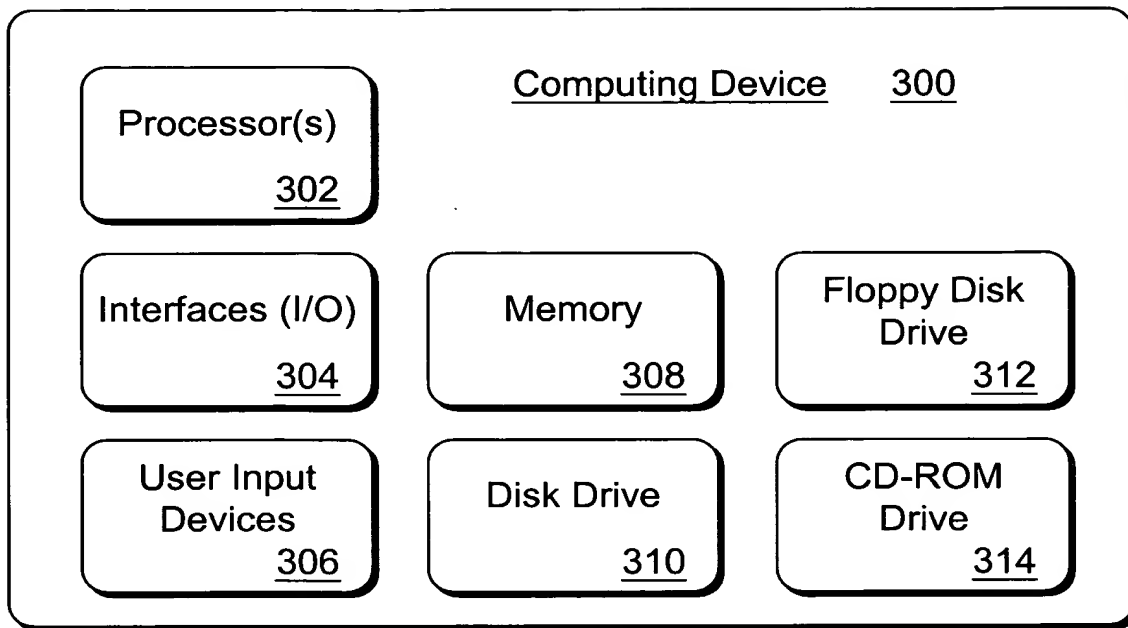 Computing Device 300
Processor(s)
302
Interfaces (I/O)
304
Memory
308
Floppy Disk
Drive
312
User Input
Devices
306
Disk Drive
310
CD-ROM
Drive
314